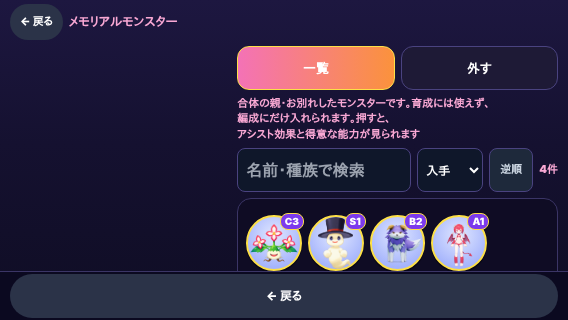 ← 戻る
メモリアルモンスター
一覧
外す
合体の親・お別れしたモンスターです。育成には使えず、
編成にだけ入れられます。押すと、
アシスト効果と得意な能力が見られます
名前・種族で検索
入手
逆順
4件
C3
S1
B2
A1
← 戻る